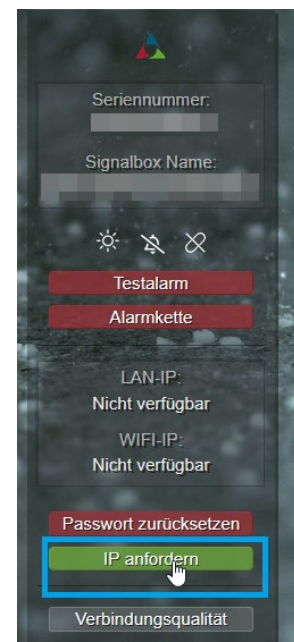 Seriennummer:
Signalbox Name:
Testalarm
Alarmkette
LAN-IP:
Nicht verfügbar
WIFI-IP:
Nicht verfügbar
Passwort zurücksetzen
IP anfordern
Verbindungsqualität